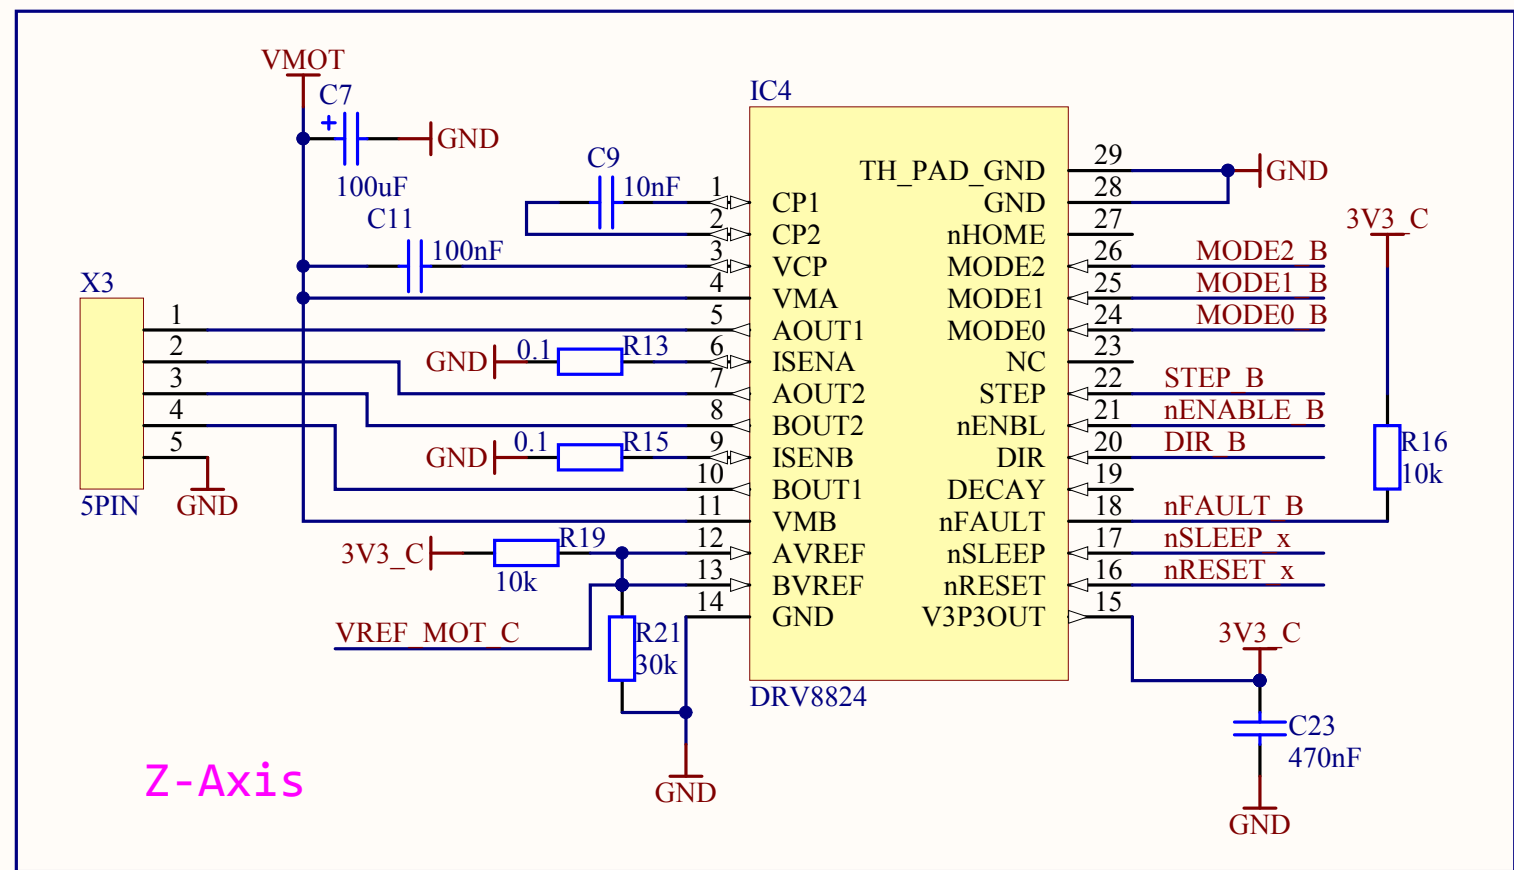 VMOT
C7
+
GND
100uF
C11
100nF
C9
10nF
IC4
1 CP1
2 CP2
3 VCP
4 VMA
5 AOUT1
6 ISENA
7 AOUT2
8 BOUT2
9 ISENB
10 BOUT1
11 VMB
12 AVREF
13 BVREF
14 GND
TH_PAD_GND 29
GND 28
nHOME 27
MODE2 26
MODE1 25
MODE0 24
NC 23
STEP 22
nENBL 21
DIR 20
DECAY 19
nFAULT 18
nSLEEP 17
nRESET 16
V3P3OUT 15
DRV8824
GND
3V3_C
MODE2_B
MODE1_B
MODE0_B
STEP_B
nENABLE_B
DIR_B
nFAULT_B
nSLEEP_x
nRESET_x
R16
10k
X3
1
2
3
4
5
5PIN
GND
GND 0.1 R13
GND 0.1 R15
3V3_C
R19
10k
VREF_MOT_C
R21
30k
GND
3V3_C
C23
470nF
GND
Z-Axis